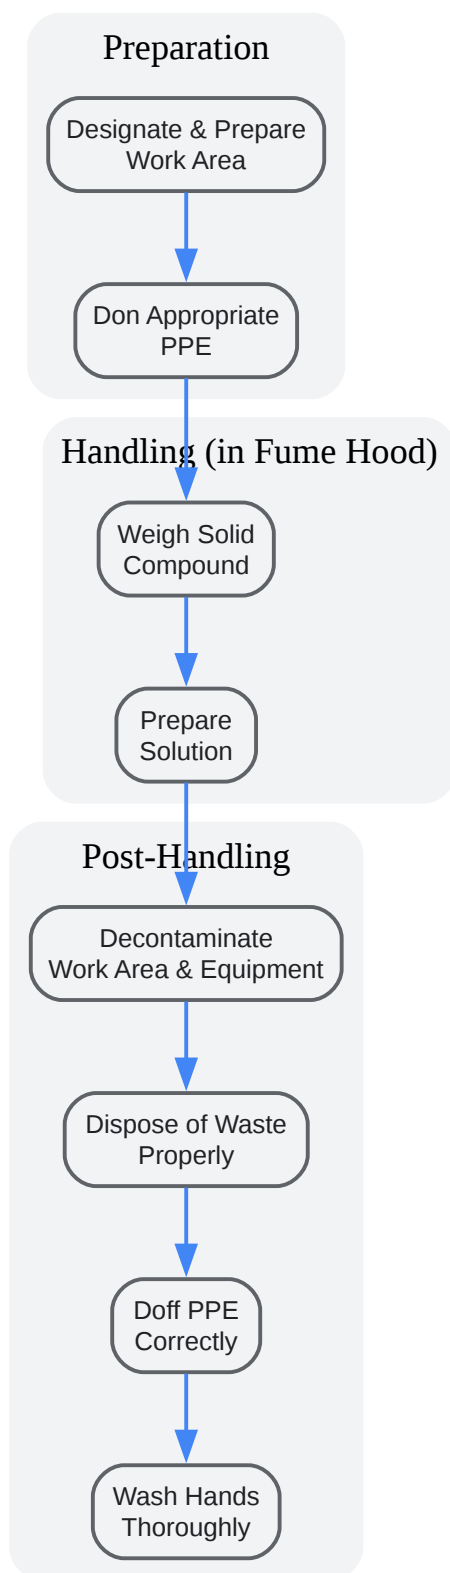 Preparation
Designate & Prepare
Work Area
Don Appropriate
PPE
Handling (in Fume Hood)
Weigh Solid
Compound
Prepare
Solution
Post-Handling
Decontaminate
Work Area & Equipment
Dispose of Waste
Properly
Doff PPE
Correctly
Wash Hands
Thoroughly